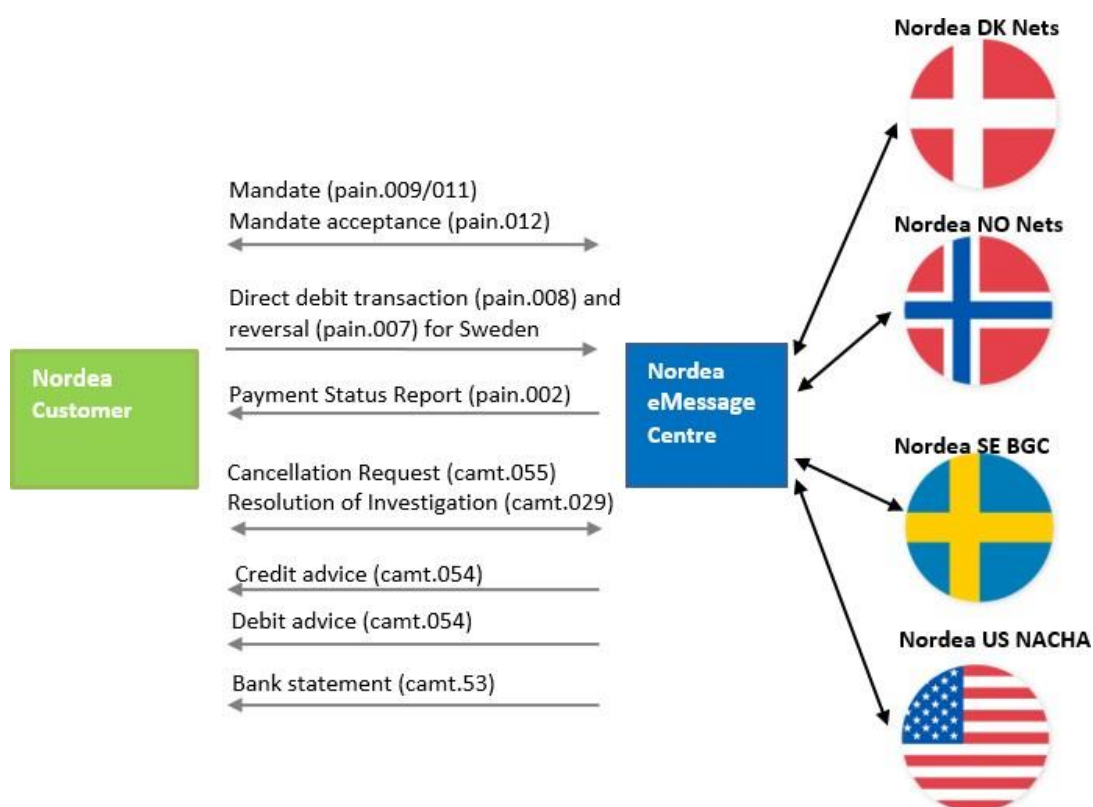 Nordea DK Nets
Mandate (pain.009/011)
Mandate acceptance (pain.012)
Nordea NO Nets
Direct debit transaction (pain.008) and
reversal (pain.007) for Sweden
Nordea
Customer
Nordea
eMessage
Centre
Payment Status Report (pain.002)
Nordea SE BGC
Cancellation Request (camt.055)
Resolution of Investigation (camt.029)
Credit advice (camt.054)
Debit advice (camt.054)
Nordea US NACHA
Bank statement (camt.53)